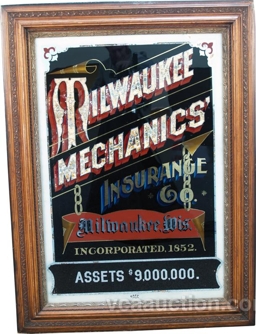 MILWAUKEE
MECHANICS'
INSURANCE
CO.
Milwaukee Wis.
INCORPORATED, 1852.
ASSETS $9,000,000.